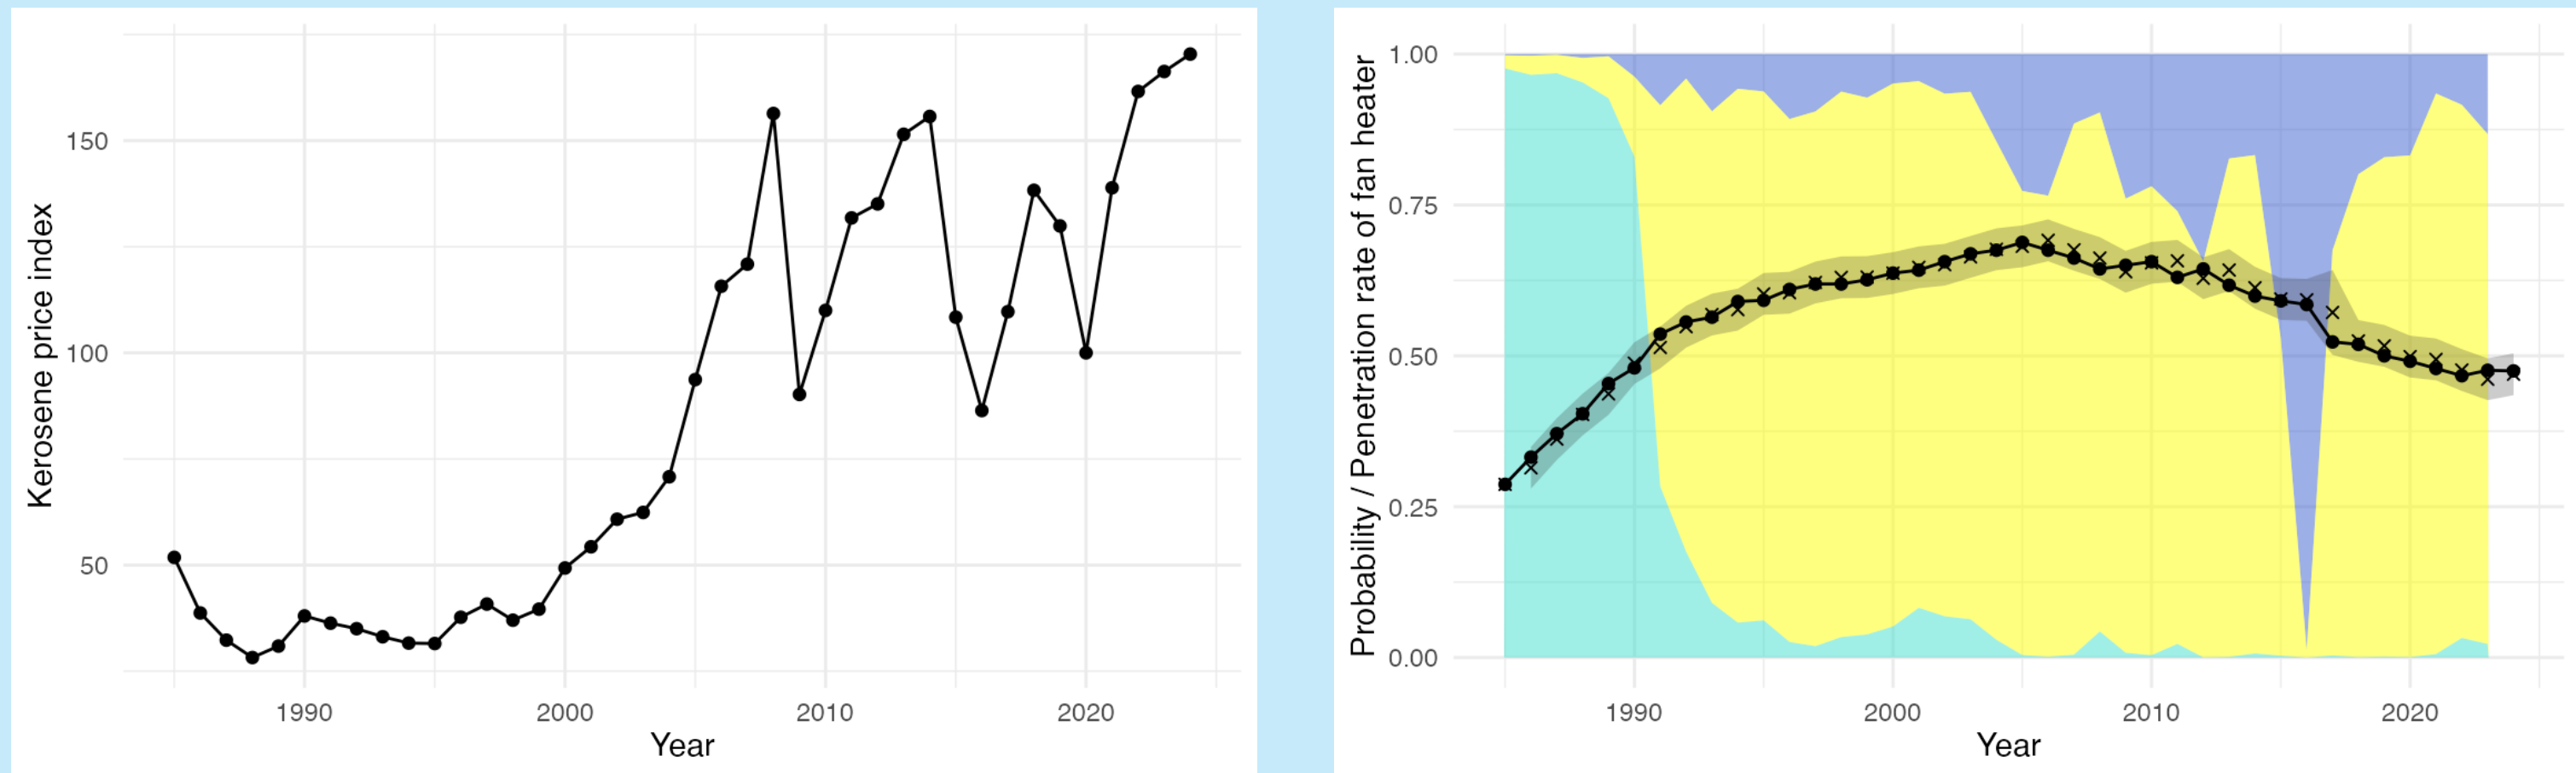 Kerosene price index
150
100
50
1990 2000 2010 2020
Year
Probability / Penetration rate of fan heater
1.00
0.75
0.50
0.25
0.00
1990 2000 2010 2020
Year